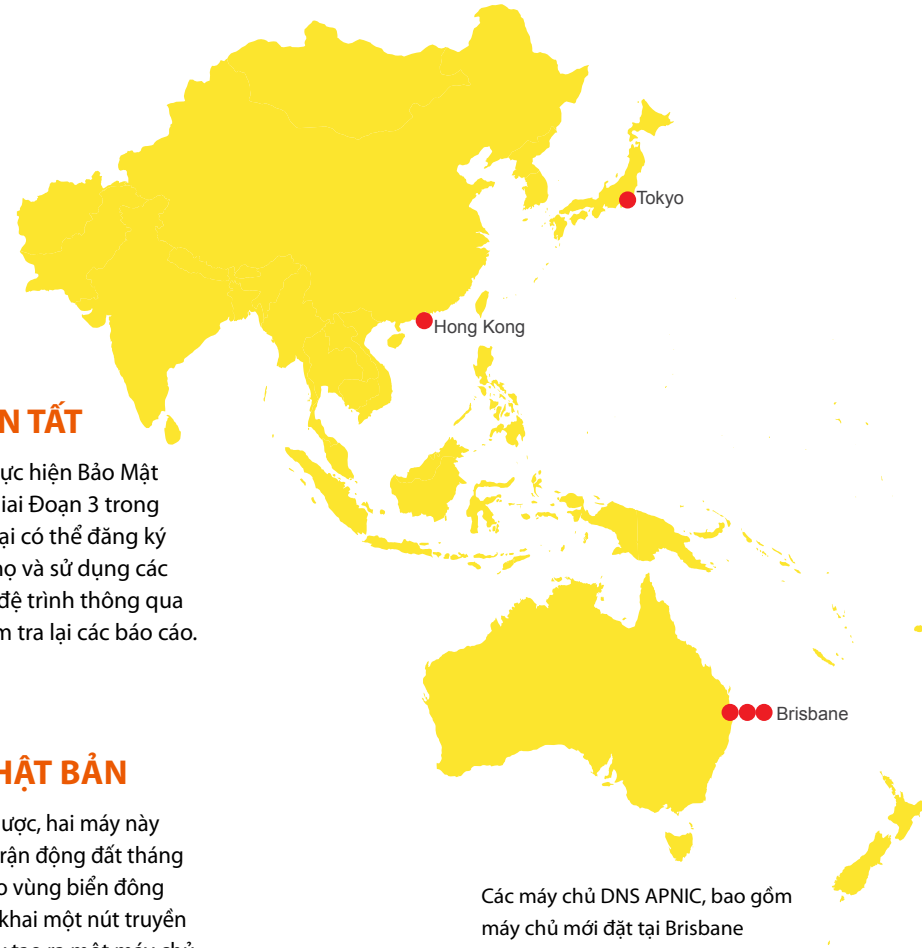 Tokyo
Hong Kong
N TẤT
ực hiện Bảo Mật
iai Đoạn 3 trong
ại có thể đăng ký
ọ và sử dụng các
đệ trình thông qua
m tra lại các báo cáo.
Brisbane
HẬT BẢN
ược, hai máy này
rận động đất tháng
o vùng biển đông
khai một nút truyền
Các máy chủ DNS APNIC, bao gồm
máy chủ mới đặt tại Brisbane